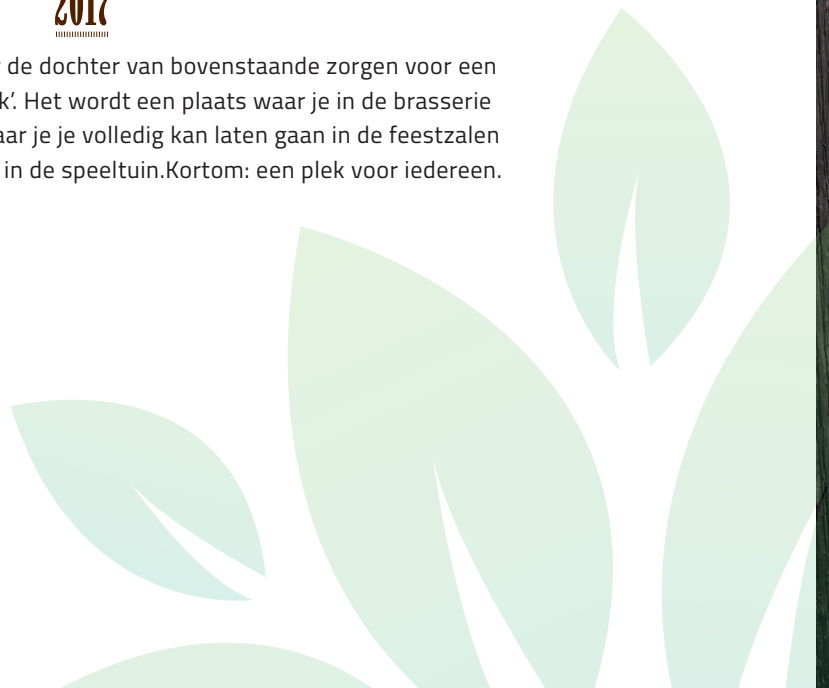 2017
de dochter van bovenstaande zorgen voor een
k’. Het wordt een plaats waar je in de brasserie
aar je je volledig kan laten gaan in de feestzalen
in de speeltuin.Kortom: een plek voor iedereen.